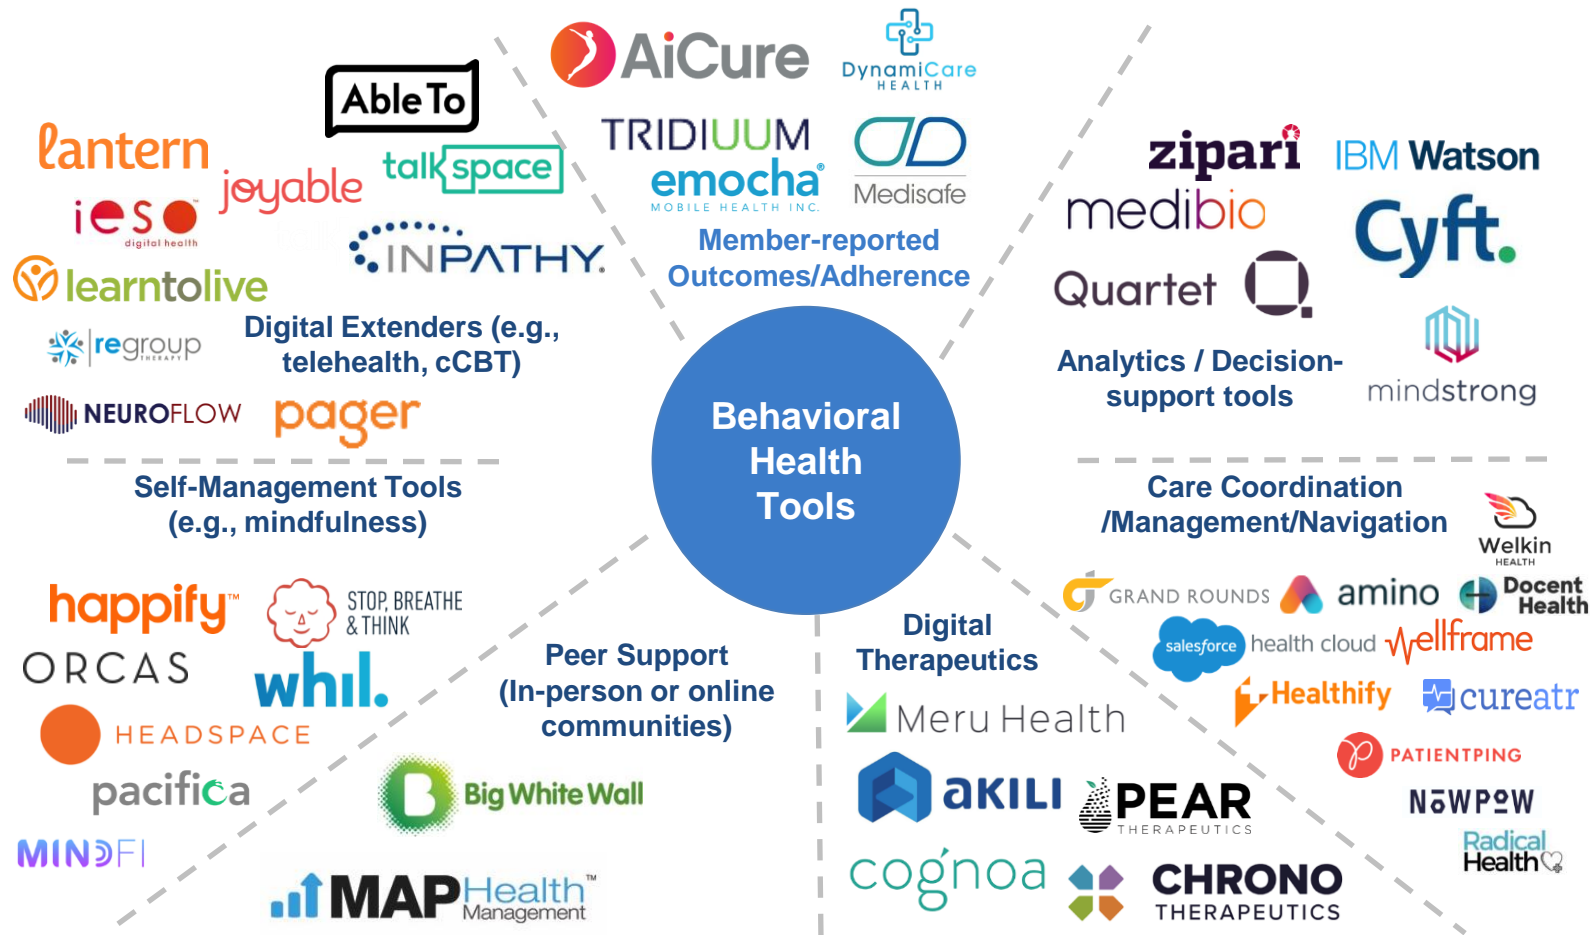 AiCure
DynamiCare
HEALTH
TRIDIUUM
emocha®
MOBILE HEALTH INC.
Medisafe
Member-reported
Outcomes/Adherence
AbleTo
lantern
joyable
talkspace
ieso™
digital health
INPATHY®
learntolive
regroup
THERAPY
Digital Extenders (e.g.,
telehealth, cCBT)
NEUROFLOW
pager
zipari
IBM Watson
medibio
Cyft.
Quartet
mindstrong
Analytics / Decision-
support tools
Behavioral
Health
Tools
Self-Management Tools
(e.g., mindfulness)
happify™
STOP, BREATHE
& THINK
ORCAS
whil.
HEADSPACE
pacifica
MINDFI
Peer Support
(In-person or online
communities)
Big White Wall
MAP Health™
Management
Digital
Therapeutics
Meru Health
AKILI
PEAR
THERAPEUTICS
cognoa
CHRONO
THERAPEUTICS
Care Coordination
/Management/Navigation
Welkin
HEALTH
GRAND ROUNDS
amino
Docent
Health
salesforce health cloud
Wellframe
Healthify
cureatr
PATIENTPING
NOWPOW
Radical
Health